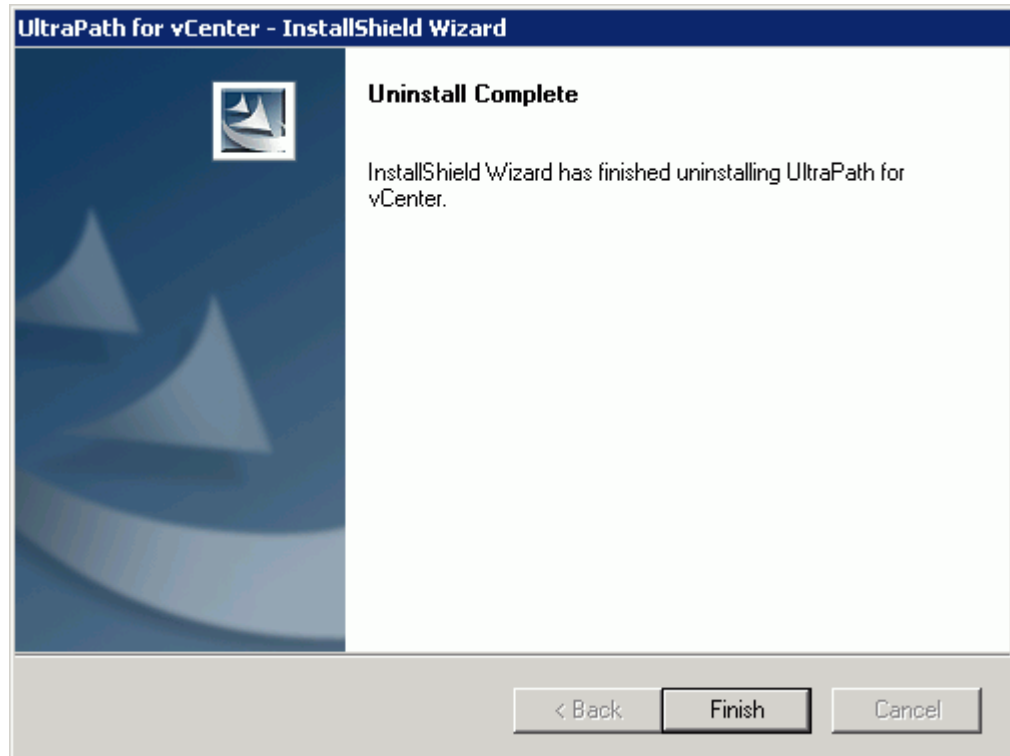 UltraPath for vCenter - InstallShield Wizard
Uninstall Complete
InstallShield Wizard has finished uninstalling UltraPath for
vCenter.
< Back
Finish
Cancel